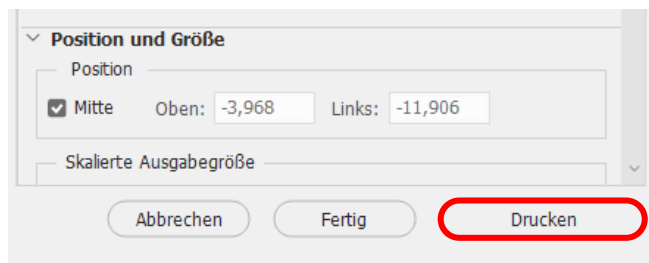 Position und Größe
Position
Mitte Oben: -3,968 Links: -11,906
Skalierte Ausgabegröße
Abbrechen Fertig Drucken